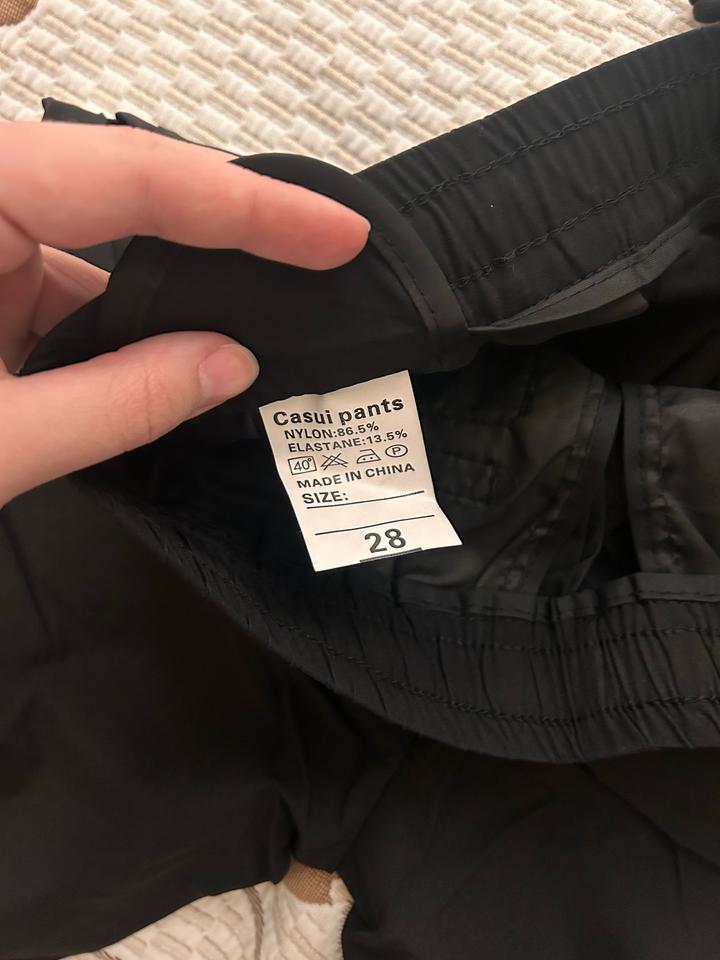 Casui pants
NYLON:86.5%
ELASTANE:13.5%
40° P
MADE IN CHINA
SIZE:
28